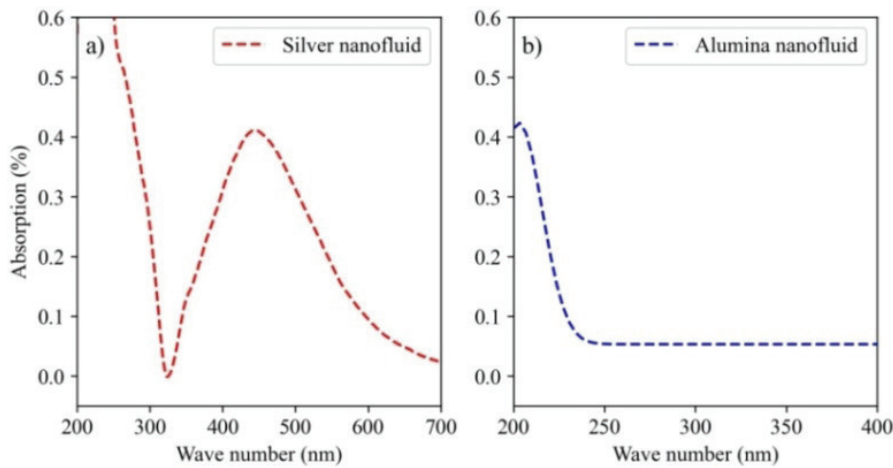 a)
Silver nanofluid
0.6
0.5
0.4
0.3
0.2
0.1
0.0
Absorption (%)
200 300 400 500 600 700
Wave number (nm)
b)
Alumina nanofluid
0.6
0.5
0.4
0.3
0.2
0.1
0.0
200 250 300 350 400
Wave number (nm)